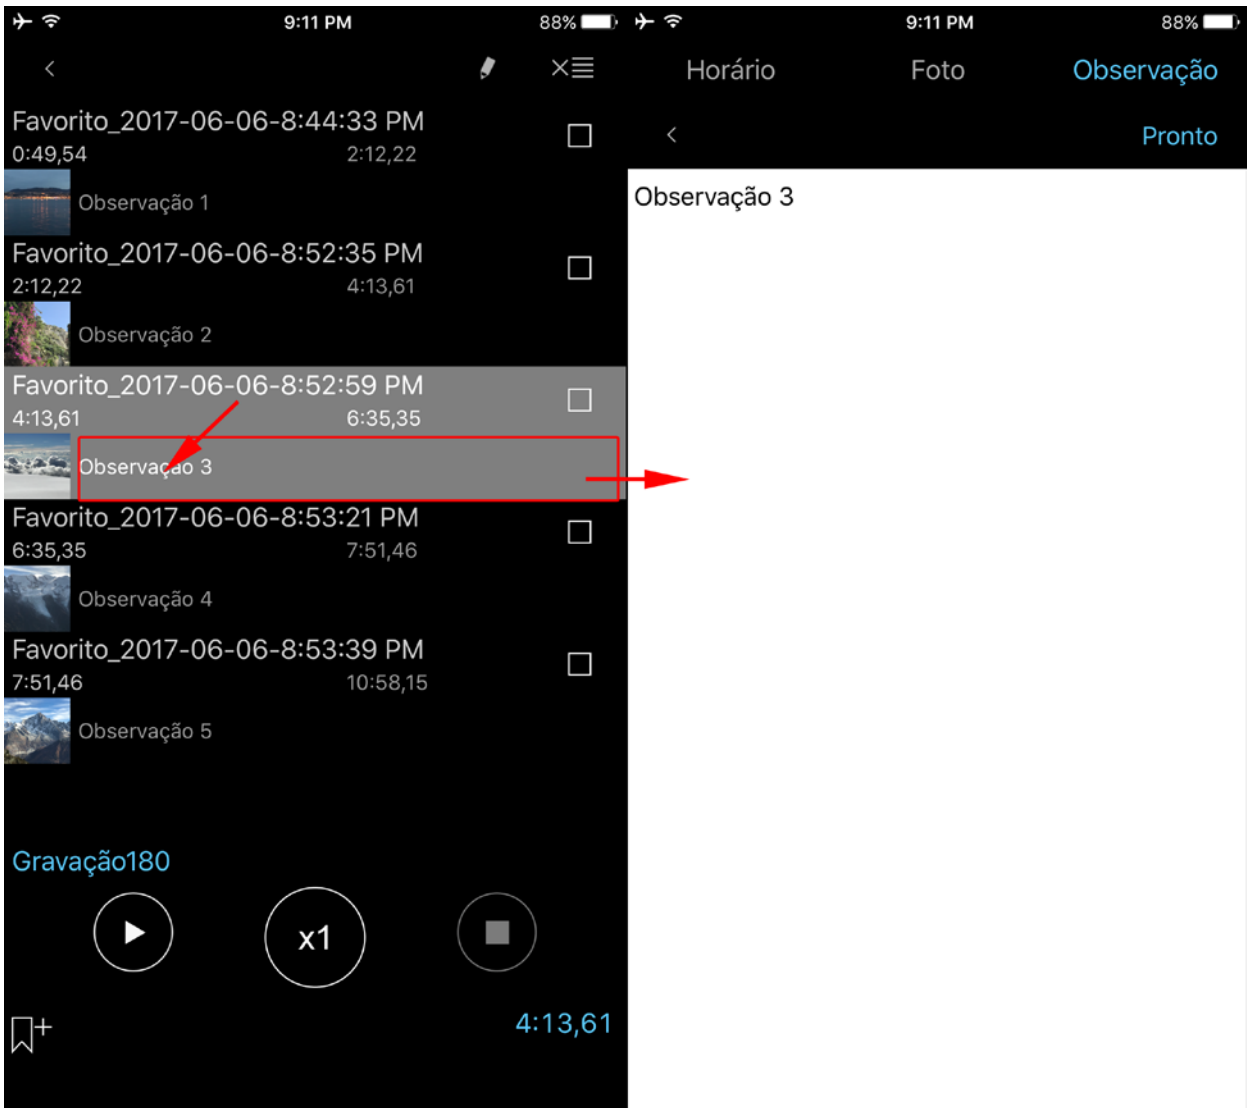 9:11 PM
88%
Favorito_2017-06-06-8:44:33 PM
0:49,54 2:12,22
Observação 1
Favorito_2017-06-06-8:52:35 PM
2:12,22 4:13,61
Observação 2
Favorito_2017-06-06-8:52:59 PM
4:13,61 6:35,35
Observação 3
Favorito_2017-06-06-8:53:21 PM
6:35,35 7:51,46
Observação 4
Favorito_2017-06-06-8:53:39 PM
7:51,46 10:58,15
Observação 5
Gravação180
x1
4:13,61
9:11 PM
88%
Horário Foto Observação
Pronto
Observação 3